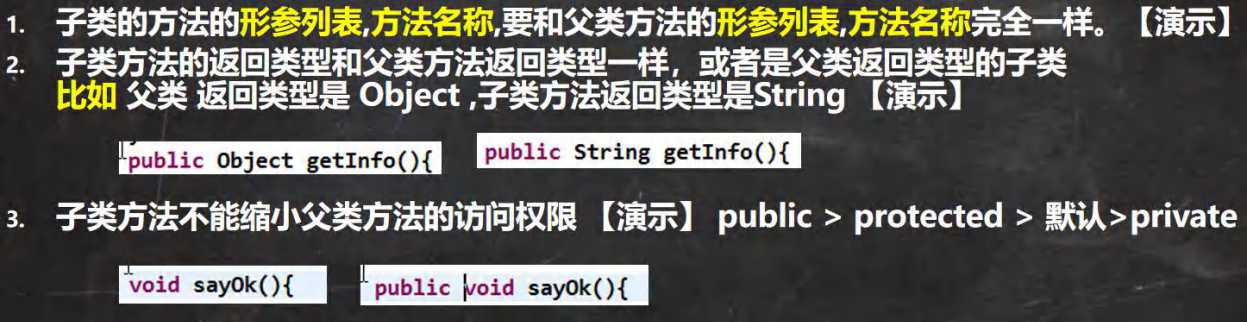 1. 子类的方法的形参列表,方法名称,要和父类方法的形参列表,方法名称完全一样。 【演示】
2. 子类方法的返回类型和父类方法返回类型一样，或者是父类返回类型的子类
比如 父类 返回类型是 Object ,子类方法返回类型是String 【演示】
public Object getInfo(){ public String getInfo(){
3. 子类方法不能缩小父类方法的访问权限 【演示】 public > protected > 默认>private
void sayOk(){ public void sayOk(){